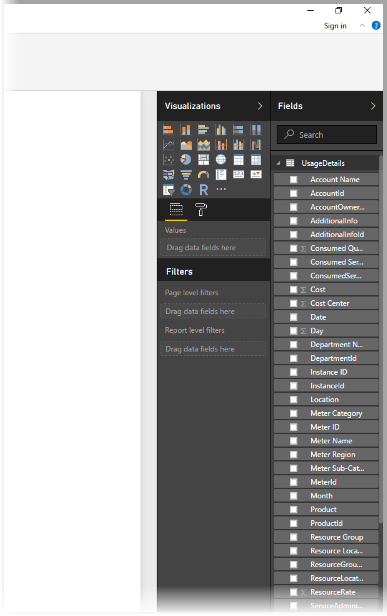 Sign in
Visualizations
Fields
Search
UsageDetails
Account Name
AccountId
AccountOwner...
AdditionalInfo
AdditionalInfoId
Σ Consumed Qu...
Consumed Ser...
ConsumedSer...
Σ Cost
Σ Cost Center
Date
Σ Day
Department N...
DepartmentId
Instance ID
InstanceId
Location
Meter Category
Meter ID
Meter Name
Meter Region
Meter Sub-Cat...
MeterId
Month
Product
ProductId
Resource Group
Resource Loca...
ResourceGrou...
ResourceLocat...
Σ ResourceRate
ServiceAdmin...
R ...
Values
Drag data fields here
Filters
Page level filters
Drag data fields here
Report level filters
Drag data fields here